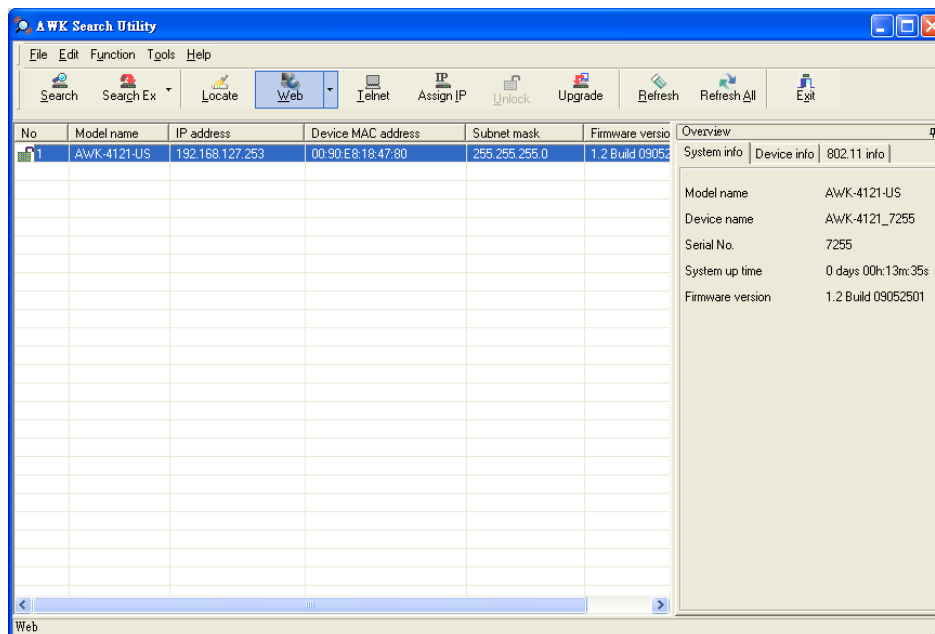 AWK Search Utility
File Edit Function Tools Help
Search Search Ex Locate Web Telnet IP Assign IP Unlock Upgrade Refresh Refresh All Exit
No Model name IP address Device MAC address Subnet mask Firmware versio
1 AWK-4121-US 192.168.127.253 00:90:E8:18:47:80 255.255.255.0 1.2 Build 09052
Overview
System info Device info 802.11 info
Model name AWK-4121-US
Device name AWK-4121_7255
Serial No. 7255
System up time 0 days 00h:13m:35s
Firmware version 1.2 Build 09052501
Web